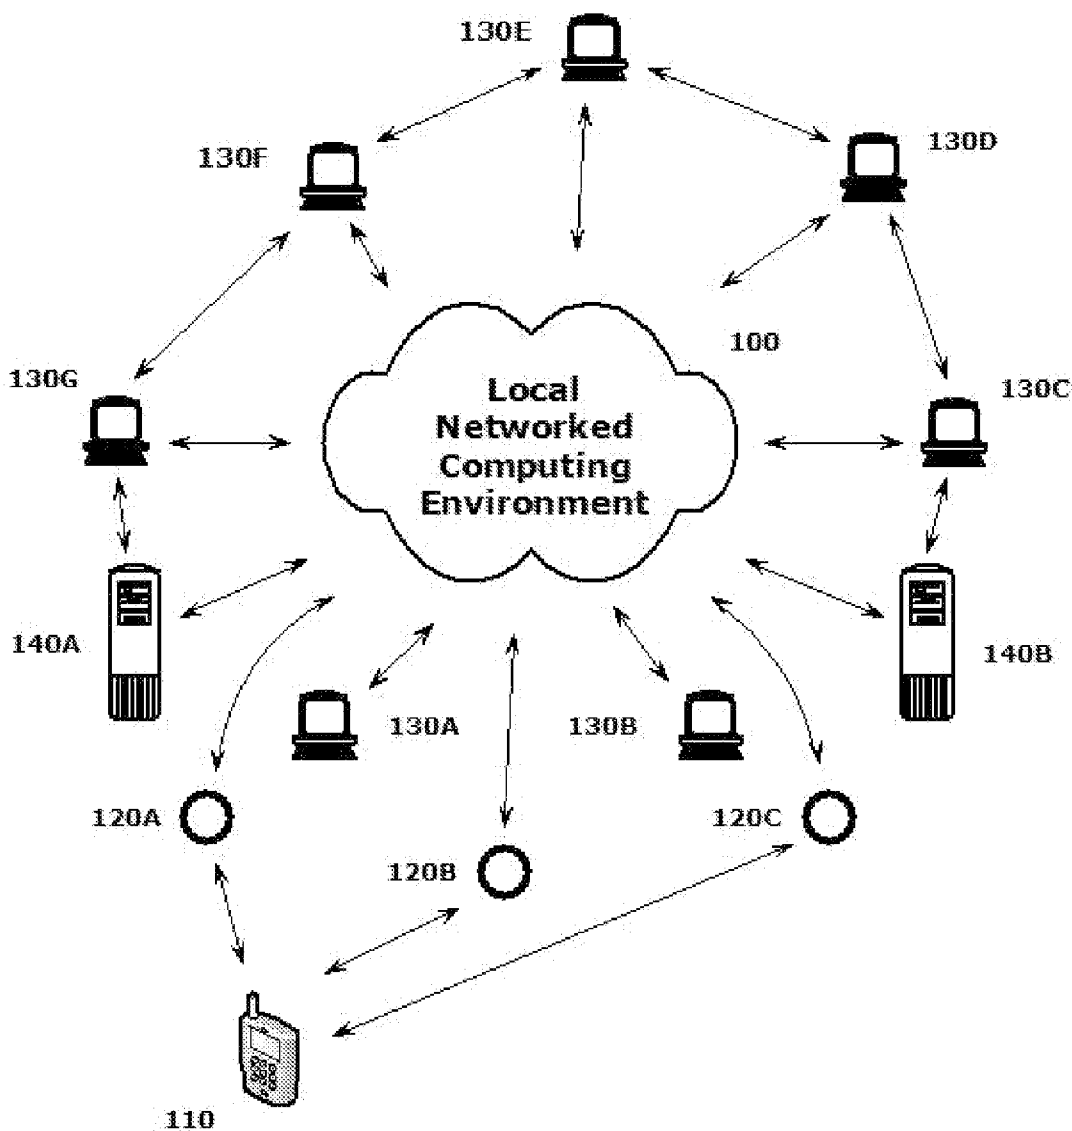 130E
130F
130D
100
130G
130C
Local
Networked
Computing
Environment
140A
140B
130A
130B
120A
120C
120B
110